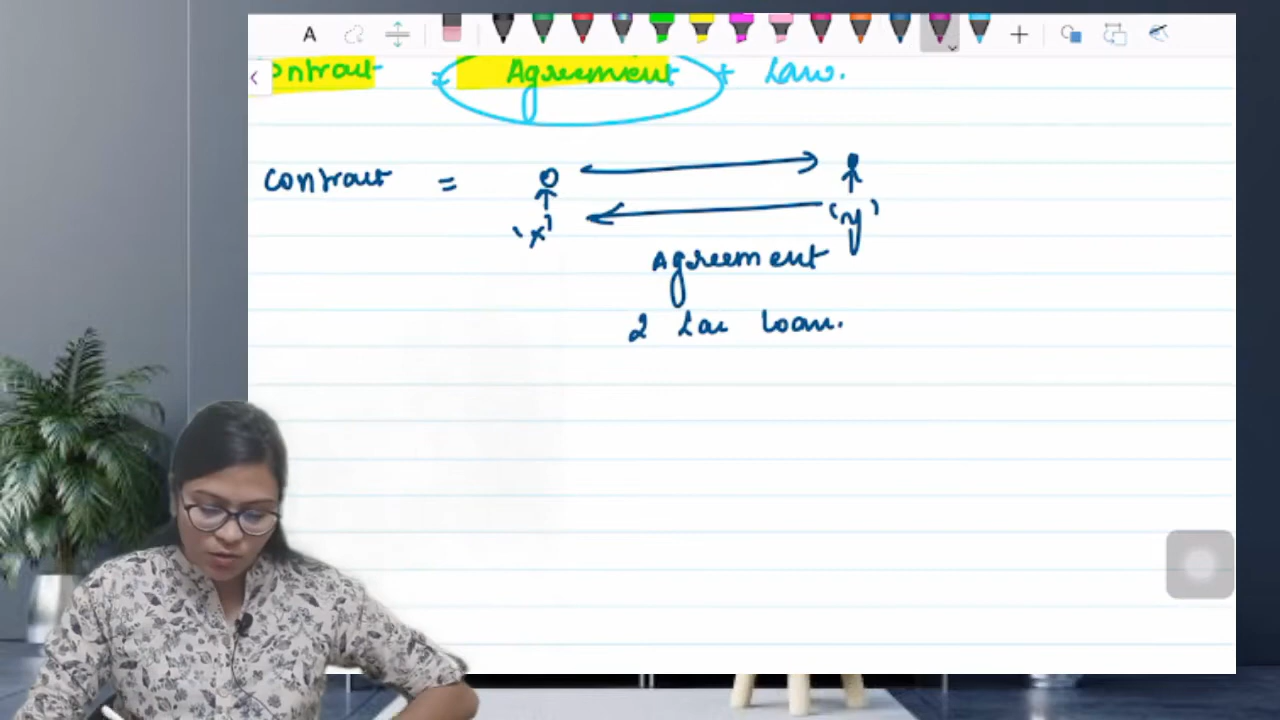 A
ontract = Agreement + Law.
Contract =
'x' 'y'
Agreement
2 Lac Loan.